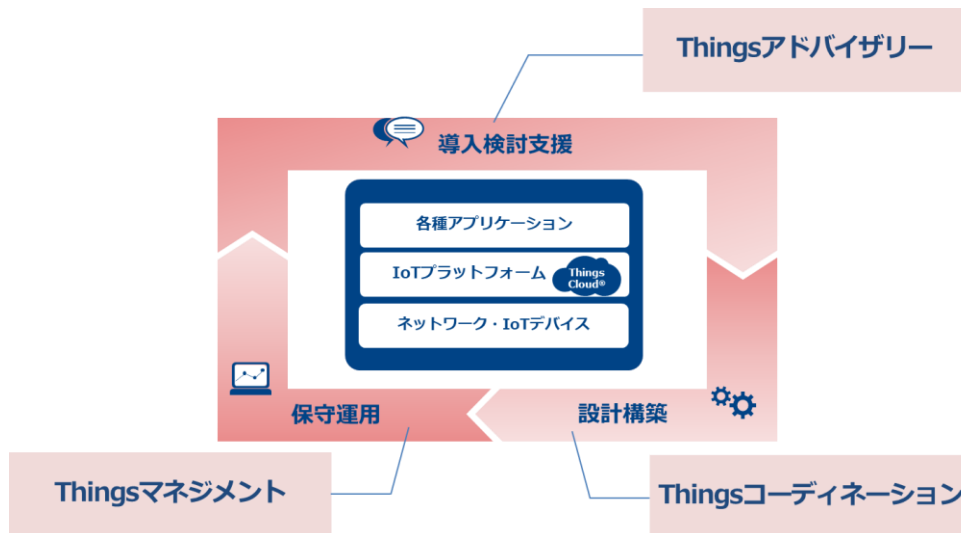 Thingsアドバイザリー
導入検討支援
各種アプリケーション
IoTプラットフォーム
Things
Cloud®
ネットワーク・IoTデバイス
保守運用
設計構築
Thingsマネジメント
Thingsコーディネーション